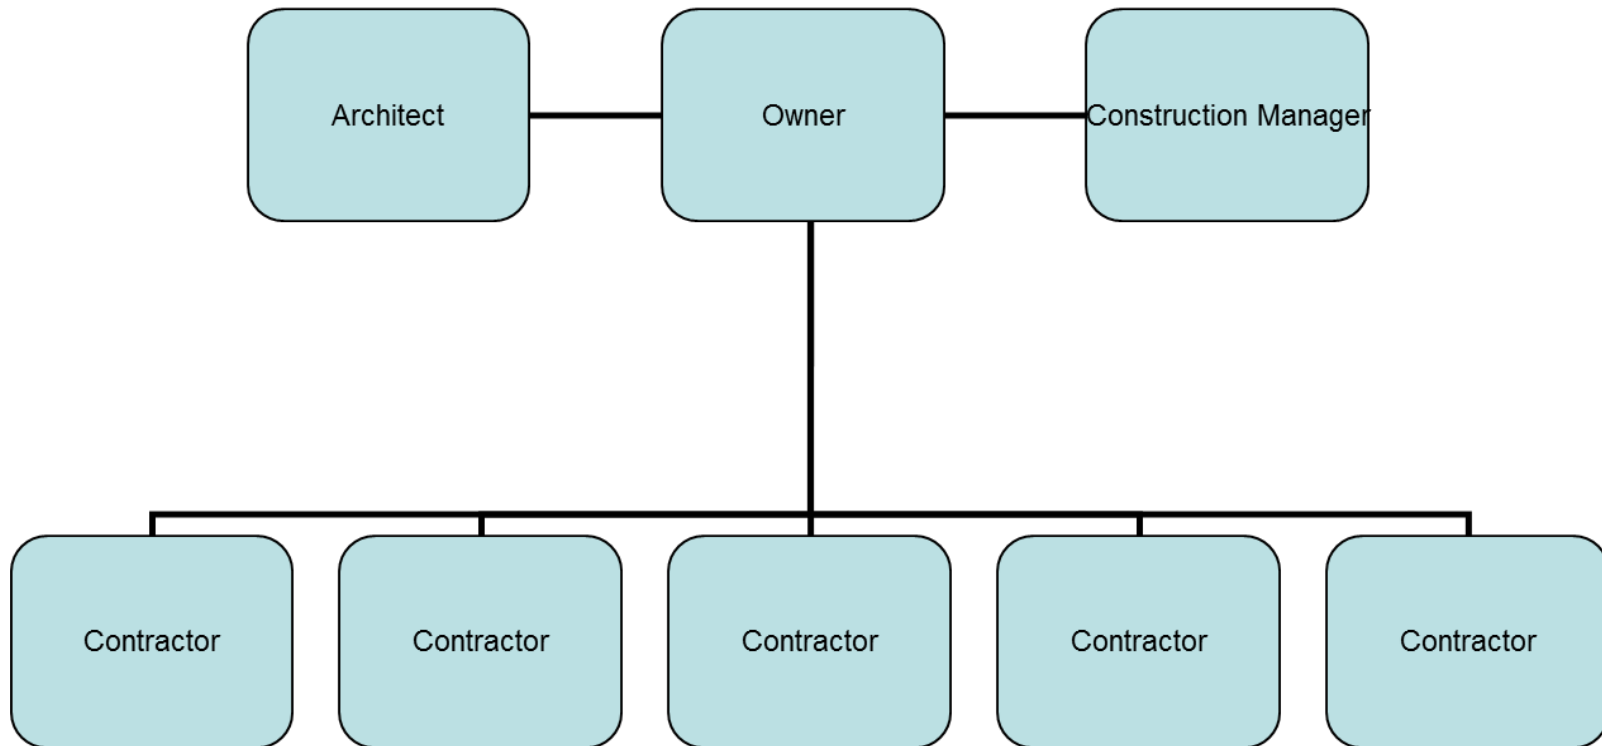 Architect
Owner
Construction Manager
Contractor
Contractor
Contractor
Contractor
Contractor